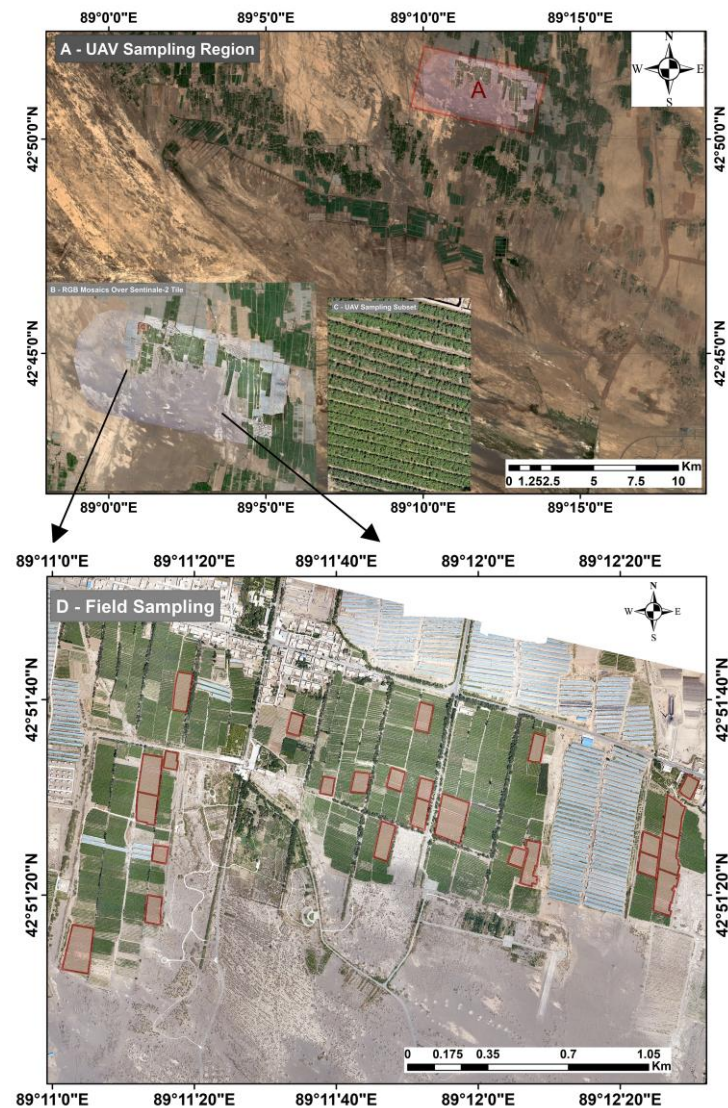 89°0'0"E 89°5'0"E 89°10'0"E 89°15'0"E
A - UAV Sampling Region
N
W E
S
A
42°50'0"N 42°50'0"N
B - RGB Mosaics Over Sentinale-2 Tile
C - UAV Sampling Subset
42°45'0"N 42°45'0"N
Km
0 1.252.5 5 7.5 10
89°0'0"E 89°5'0"E 89°10'0"E 89°15'0"E
89°11'0"E 89°11'20"E 89°11'40"E 89°12'0"E 89°12'20"E
D - Field Sampling
N
W E
S
42°51'40"N 42°51'40"N
42°51'20"N 42°51'20"N
0 0.175 0.35 0.7 1.05
Km
89°11'0"E 89°11'20"E 89°11'40"E 89°12'0"E 89°12'20"E